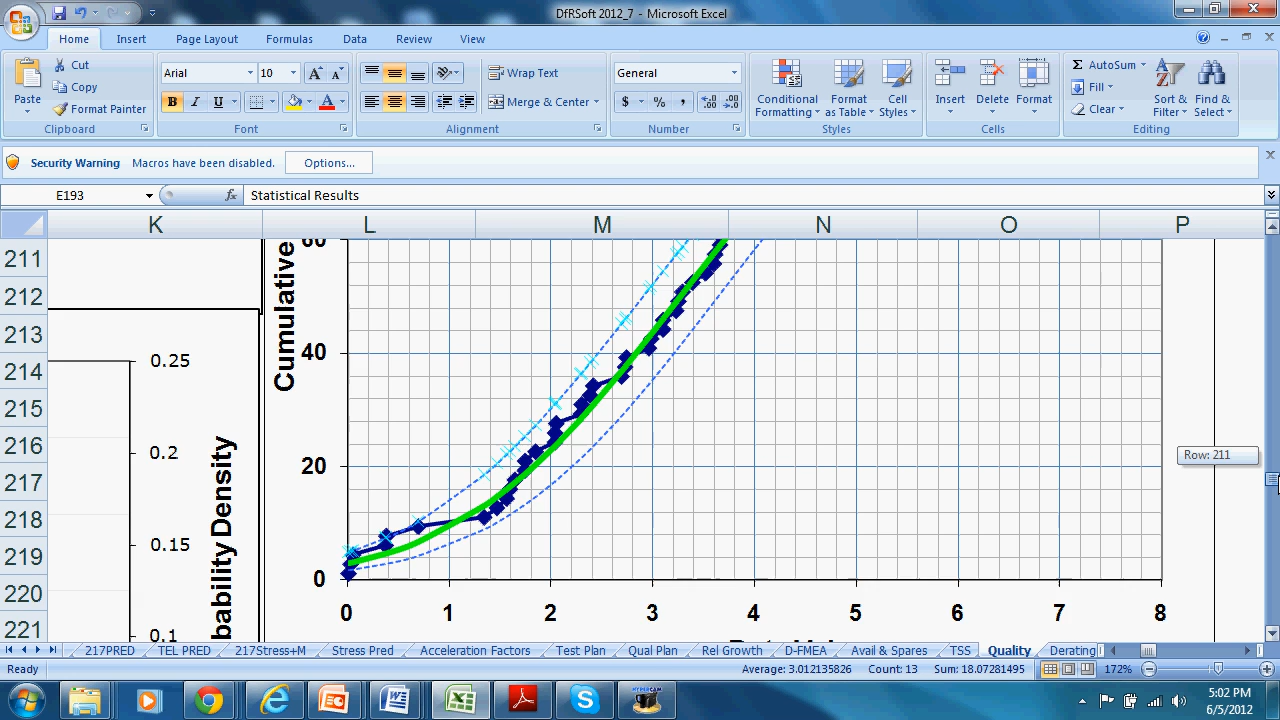 DfRSoft 2012_7 - Microsoft Excel
Home Insert Page Layout Formulas Data Review View
Paste
Cut
Copy
Format Painter
Clipboard
Arial 10
B I U
Font
Wrap Text
Merge & Center
Alignment
General
$ % ,
Number
Conditional Formatting
Format as Table
Cell Styles
Styles
Insert Delete Format
Cells
AutoSum
Fill
Clear
Sort & Filter
Find & Select
Editing
Security Warning Macros have been disabled. Options...
E193 fx Statistical Results
K L M N O P
211
212
213
214
215
216
217
218
219
220
221
0.25
0.2
0.15
0.1
bability Density
Cumulative
60
40
20
0
0 1 2 3 4 5 6 7 8
Row: 211
217PRED TEL PRED 217Stress+M Stress Pred Acceleration Factors Test Plan Qual Plan Rel Growth D-FMEA Avail & Spares TSS Quality Derating
Ready Average: 3.012135826 Count: 13 Sum: 18.07281495 172%
5:02 PM
6/5/2012